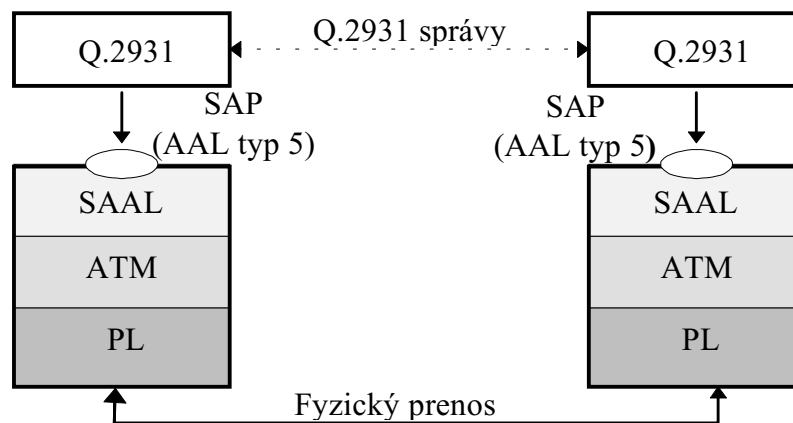 Q.2931
Q.2931 správy
Q.2931
SAP
(AAL typ 5)
SAP
(AAL typ 5)
SAAL
ATM
PL
SAAL
ATM
PL
Fyzický prenos